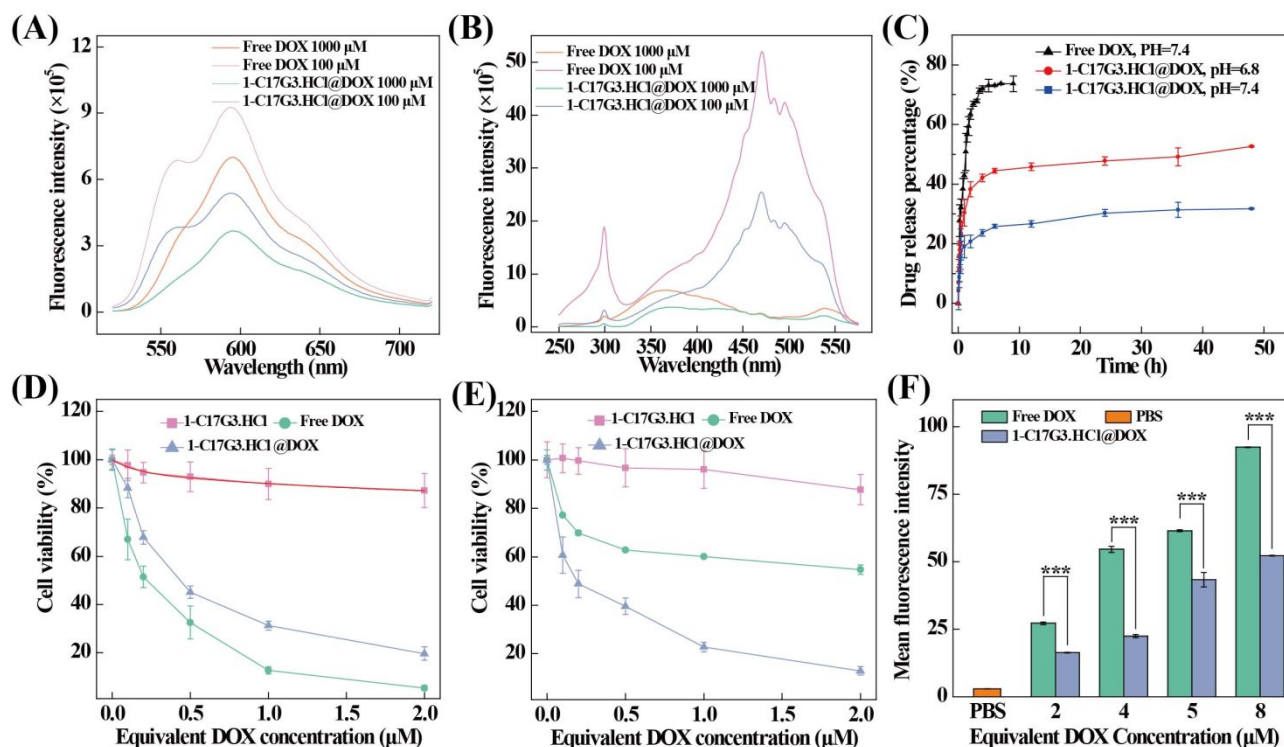 (A)
Free DOX 1000 μM
Free DOX 100 μM
1-C17G3.HCl@DOX 1000 μM
1-C17G3.HCl@DOX 100 μM
Fluorescence intensity (×10⁵)
12
9
6
3
0
550 600 650 700
Wavelength (nm)
(B)
Free DOX 1000 μM
Free DOX 100 μM
1-C17G3.HCl@DOX 1000 μM
1-C17G3.HCl@DOX 100 μM
Fluorescence intensity (×10⁵)
50
40
30
20
10
0
250 300 350 400 450 500 550
Wavelength (nm)
(C)
Free DOX, PH=7.4
1-C17G3.HCl@DOX, pH=6.8
1-C17G3.HCl@DOX, pH=7.4
Drug release percentage (%)
80
60
40
20
0
0 10 20 30 40 50
Time (h)
(D)
1-C17G3.HCl Free DOX
1-C17G3.HCl@DOX
Cell viability (%)
120
100
80
60
40
20
0.0 0.5 1.0 1.5 2.0
Equivalent DOX concentration (μM)
(E)
1-C17G3.HCl Free DOX
1-C17G3.HCl@DOX
Cell viability (%)
120
100
80
60
40
20
0.0 0.5 1.0 1.5 2.0
Equivalent DOX concentration (μM)
(F)
Free DOX PBS
1-C17G3.HCl@DOX
Mean fluorescence intensity
100
75
50
25
0
***
***
***
***
PBS 2 4 5 8
Equivalent DOX Concentration (μM)